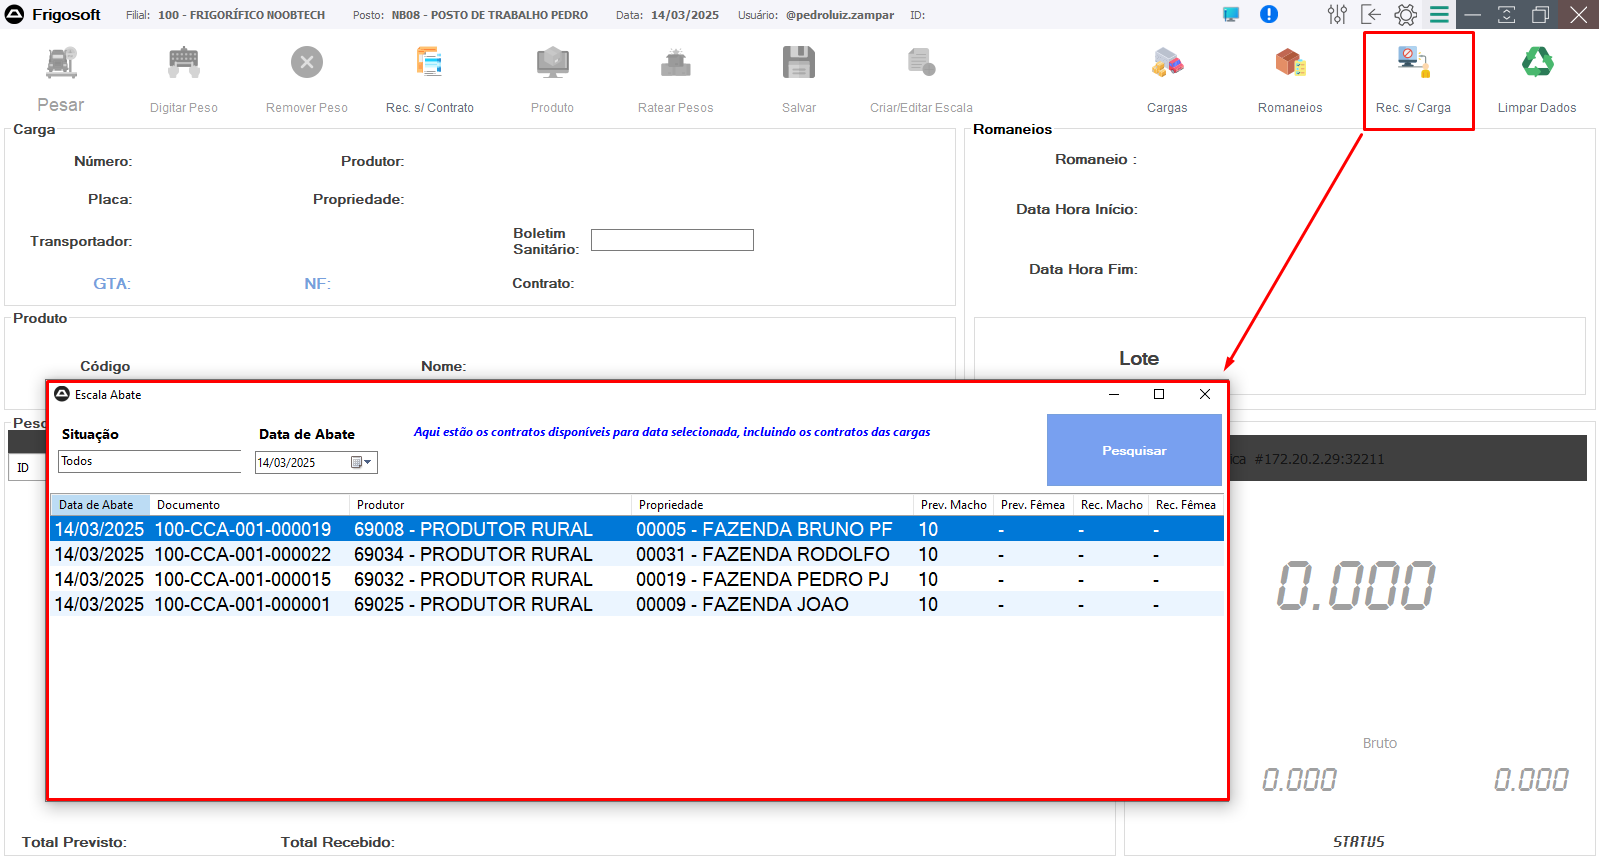 Frigosoft Filial: 100 - FRIGORÍFICO NOOBTECH Posto: NB08 - POSTO DE TRABALHO PEDRO Data: 14/03/2025 Usuário: @pedroluiz.zampar ID:
Pesar Digitar Peso Remover Peso Rec. s/ Contrato Produto Ratear Pesos Salvar Criar/Editar Escala Cargas Romaneios Rec. s/ Carga Limpar Dados
Carga
Número: Produtor:
Placa: Propriedade:
Transportador: Boletim
Sanitário:
GTA: NF: Contrato:
Romaneios
Romaneio :
Data Hora Início:
Data Hora Fim:
Produto
Código Nome:
Lote
Pesc
ID
Escala Abate
Situação Data de Abate Aqui estão os contratos disponíveis para data selecionada, incluindo os contratos das cargas
Todos 14/03/2025 Pesquisar
Data de Abate Documento Produtor Propriedade Prev. Macho Prev. Fêmea Rec. Macho Rec. Fêmea
14/03/2025 100-CCA-001-000019 69008 - PRODUTOR RURAL 00005 - FAZENDA BRUNO PF 10 - - -
14/03/2025 100-CCA-001-000022 69034 - PRODUTOR RURAL 00031 - FAZENDA RODOLFO 10 - - -
14/03/2025 100-CCA-001-000015 69032 - PRODUTOR RURAL 00019 - FAZENDA PEDRO PJ 10 - - -
14/03/2025 100-CCA-001-000001 69025 - PRODUTOR RURAL 00009 - FAZENDA JOAO 10 - - -
ica #172.20.2.29:32211
0.000
Bruto
0.000 0.000
STATUS
Total Previsto: Total Recebido: